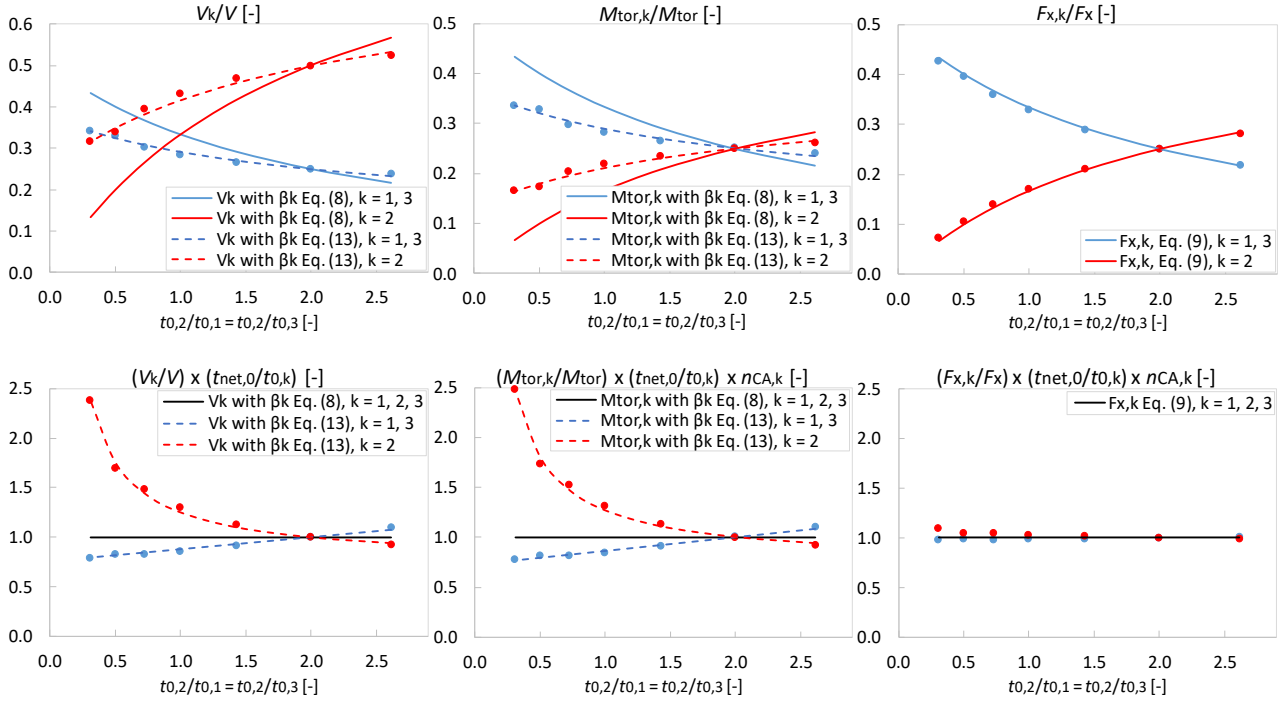 Vk/V [-]
0.6
0.5
0.4
0.3
0.2
0.1
0.0
Vk with βk Eq. (8), k = 1, 3
Vk with βk Eq. (8), k = 2
Vk with βk Eq. (13), k = 1, 3
Vk with βk Eq. (13), k = 2
0.0 0.5 1.0 1.5 2.0 2.5
t0,2/t0,1 = t0,2/t0,3 [-]
Mtor,k/Mtor [-]
0.5
0.4
0.3
0.2
0.1
0.0
Mtor,k with βk Eq. (8), k = 1, 3
Mtor,k with βk Eq. (8), k = 2
Mtor,k with βk Eq. (13), k = 1, 3
Mtor,k with βk Eq. (13), k = 2
0.0 0.5 1.0 1.5 2.0 2.5
t0,2/t0,1 = t0,2/t0,3 [-]
Fx,k/Fx [-]
0.5
0.4
0.3
0.2
0.1
0.0
Fx,k, Eq. (9), k = 1, 3
Fx,k, Eq. (9), k = 2
0.0 0.5 1.0 1.5 2.0 2.5
t0,2/t0,1 = t0,2/t0,3 [-]
(Vk/V) x (tnet,0/t0,k) [-]
2.5
2.0
1.5
1.0
0.5
0.0
Vk with βk Eq. (8), k = 1, 2, 3
Vk with βk Eq. (13), k = 1, 3
Vk with βk Eq. (13), k = 2
0.0 0.5 1.0 1.5 2.0 2.5
t0,2/t0,1 = t0,2/t0,3 [-]
(Mtor,k/Mtor) x (tnet,0/t0,k) x nCA,k [-]
2.5
2.0
1.5
1.0
0.5
0.0
Mtor,k with βk Eq. (8), k = 1, 2, 3
Mtor,k with βk Eq. (13), k = 1, 3
Mtor,k with βk Eq. (13), k = 2
0.0 0.5 1.0 1.5 2.0 2.5
t0,2/t0,1 = t0,2/t0,3 [-]
(Fx,k/Fx) x (tnet,0/t0,k) x nCA,k [-]
2.5
2.0
1.5
1.0
0.5
0.0
Fx,k Eq. (9), k = 1, 2, 3
0.0 0.5 1.0 1.5 2.0 2.5
t0,2/t0,1 = t0,2/t0,3 [-]